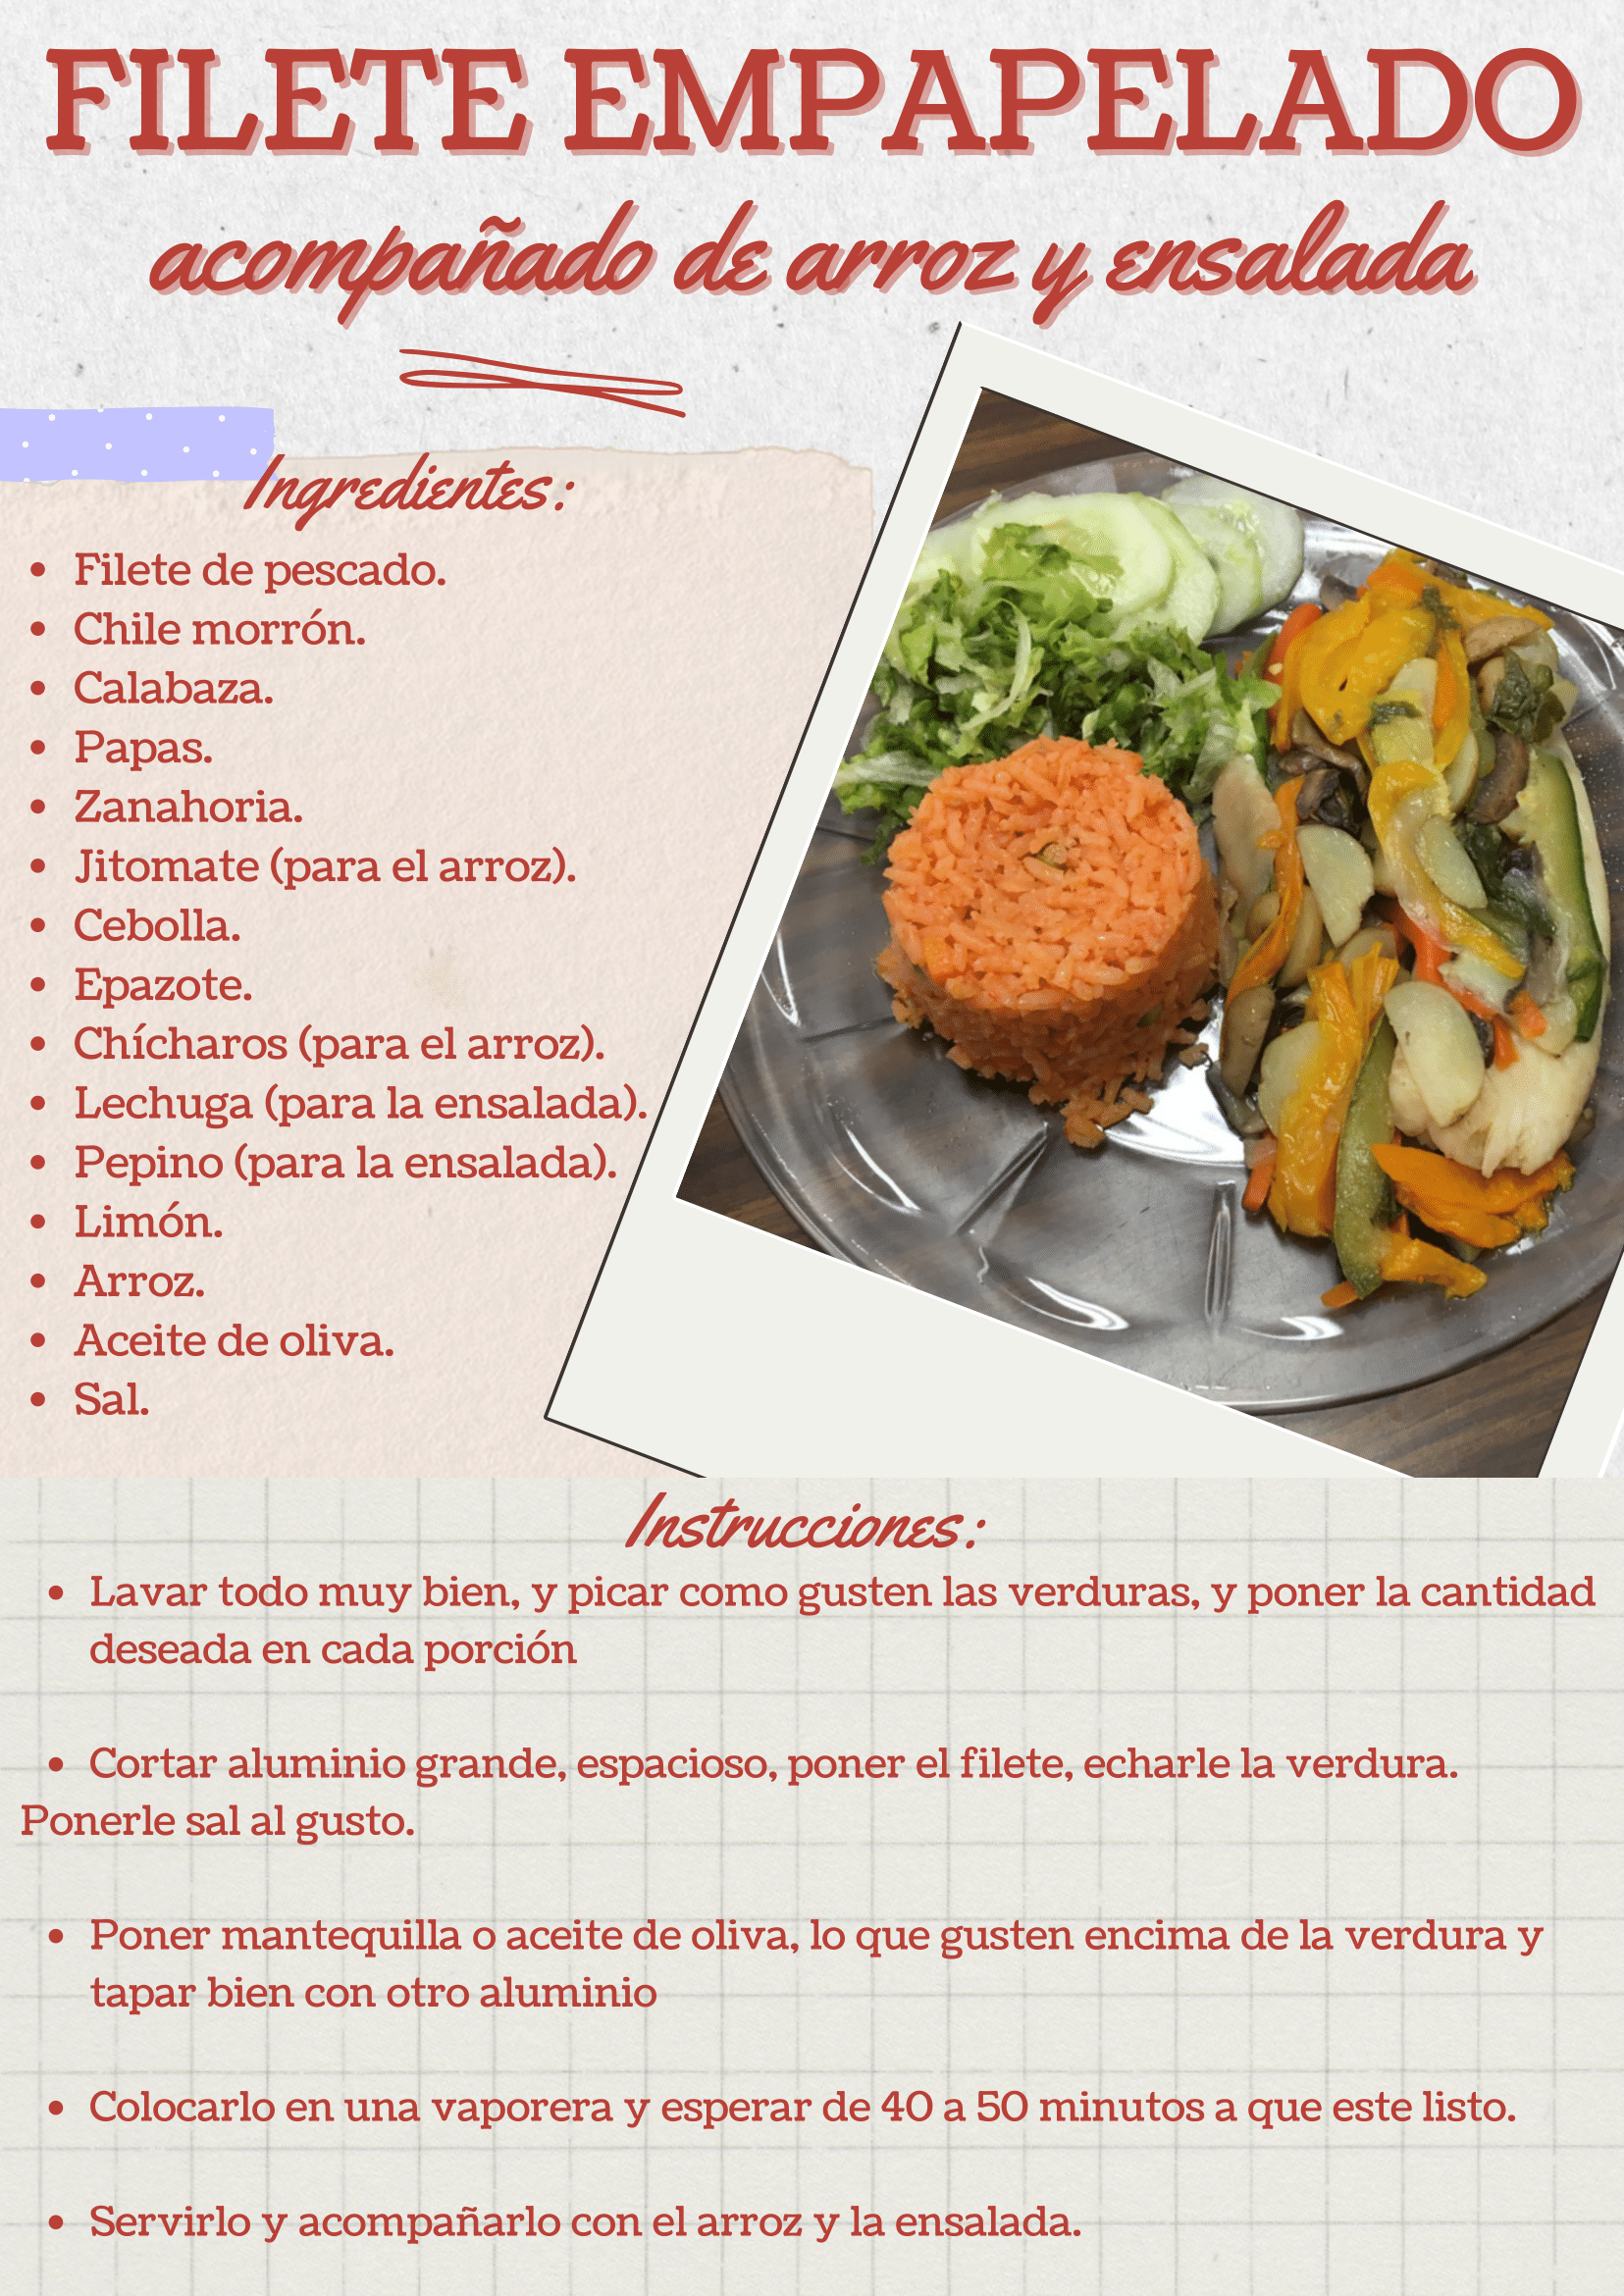 FILETE EMPAPELADO
acompañado de arroz y ensalada
Ingredientes:
• Filete de pescado.
• Chile morrón.
• Calabaza.
• Papas.
• Zanahoria.
• Jitomate (para el arroz).
• Cebolla.
• Epazote.
• Chícharos (para el arroz).
• Lechuga (para la ensalada).
• Pepino (para la ensalada).
• Limón.
• Arroz.
• Aceite de oliva.
• Sal.
Instrucciones:
• Lavar todo muy bien, y picar como gusten las verduras, y poner la cantidad
deseada en cada porción
• Cortar aluminio grande, espacioso, poner el filete, echarle la verdura.
Ponerle sal al gusto.
• Poner mantequilla o aceite de oliva, lo que gusten encima de la verdura y
tapar bien con otro aluminio
• Colocarlo en una vaporera y esperar de 40 a 50 minutos a que este listo.
• Servirlo y acompañarlo con el arroz y la ensalada.